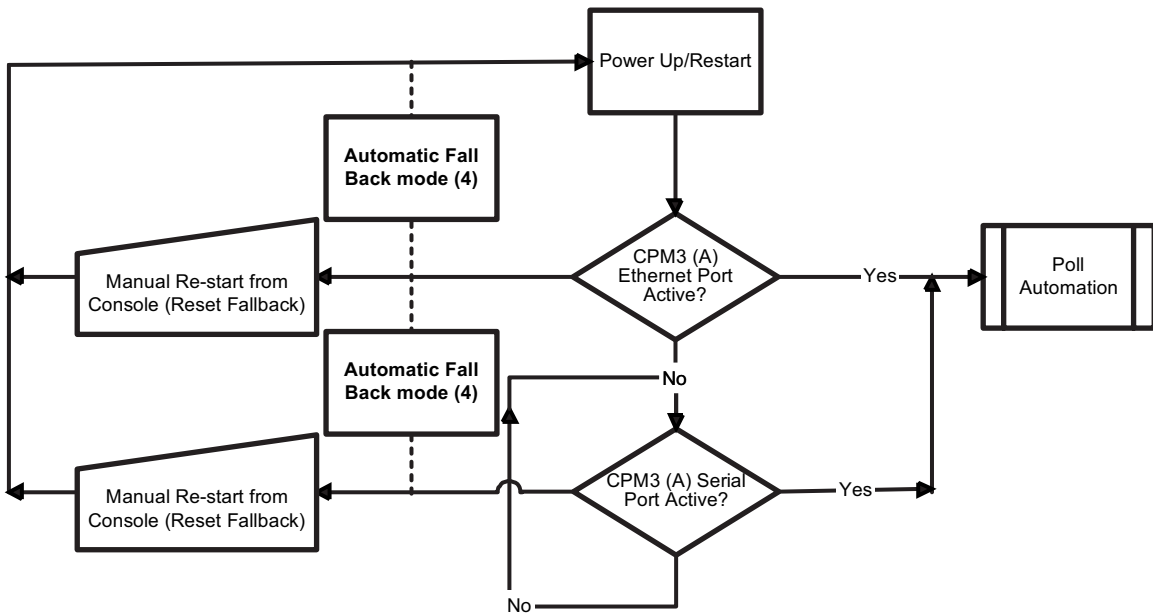 Power Up/Restart
Automatic Fall
Back mode (4)
CPM3 (A)
Ethernet Port
Active?
Yes
Poll
Automation
Manual Re-start from
Console (Reset Fallback)
Automatic Fall
Back mode (4)
No
CPM3 (A) Serial
Port Active?
Yes
Manual Re-start from
Console (Reset Fallback)
No